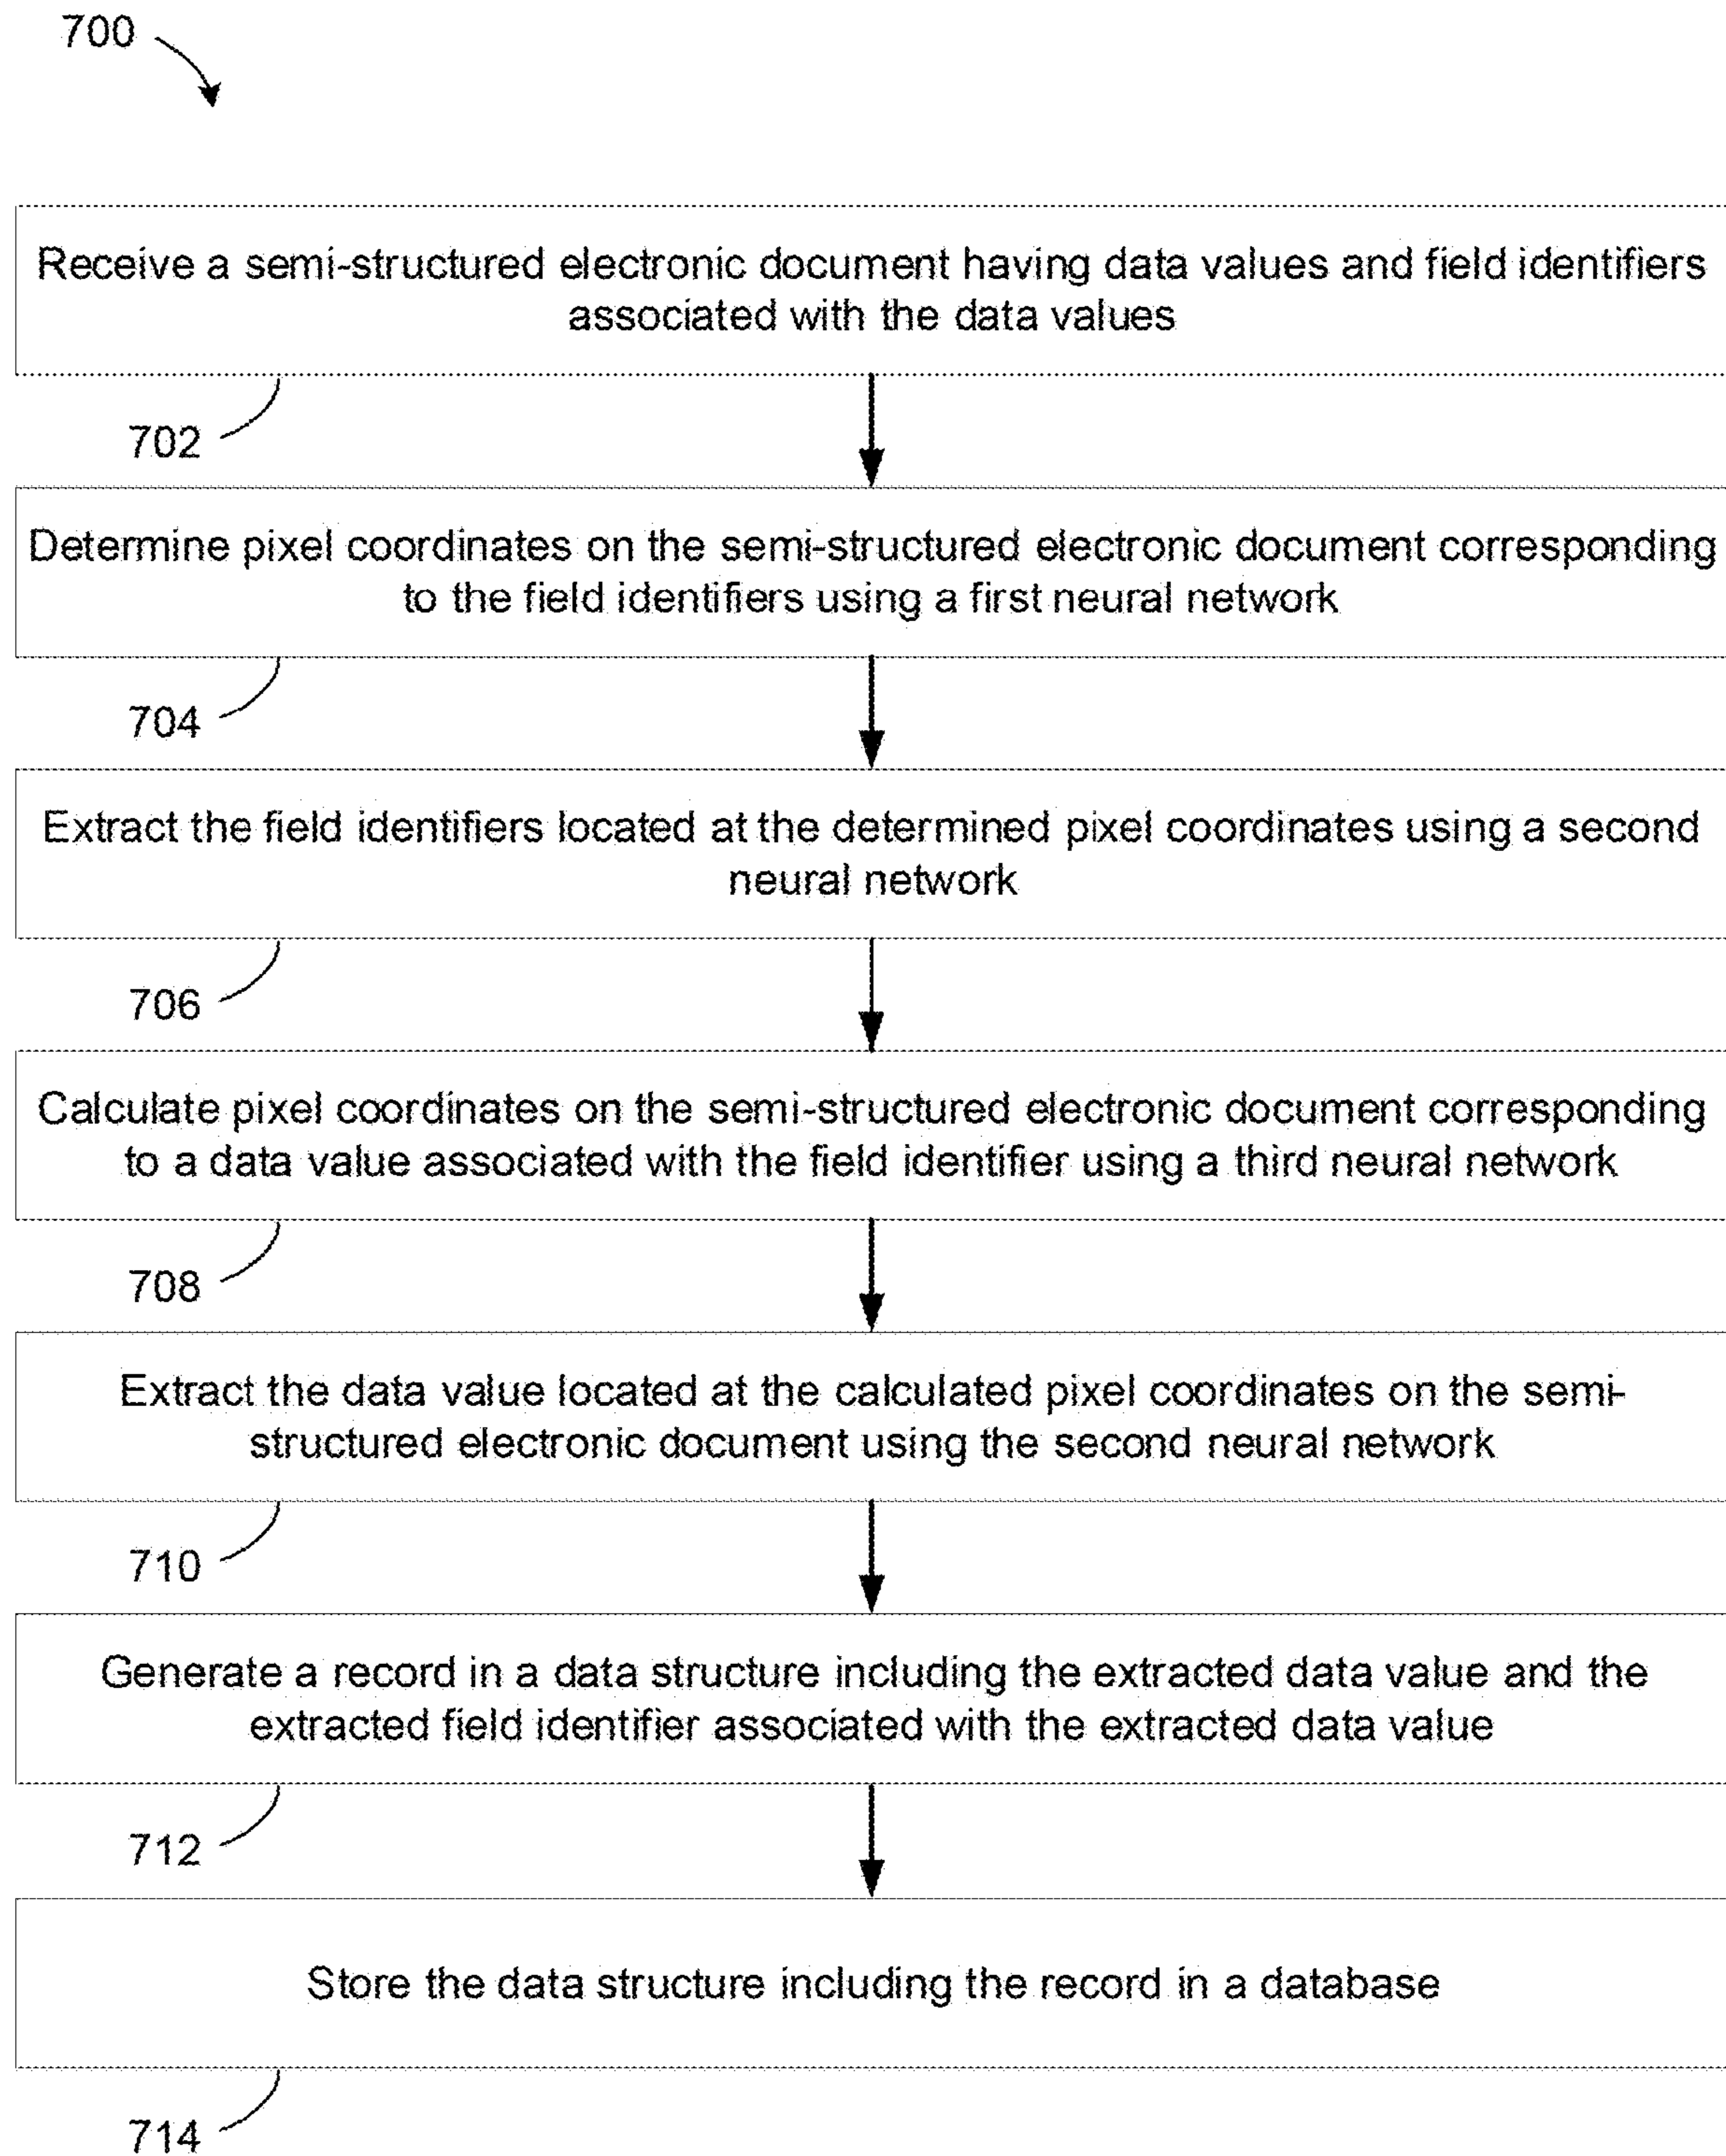 700
Receive a semi-structured electronic document having data values and field identifiers
associated with the data values
702
Determine pixel coordinates on the semi-structured electronic document corresponding
to the field identifiers using a first neural network
704
Extract the field identifiers located at the determined pixel coordinates using a second
neural network
706
Calculate pixel coordinates on the semi-structured electronic document corresponding
to a data value associated with the field identifier using a third neural network
708
Extract the data value located at the calculated pixel coordinates on the semi-
structured electronic document using the second neural network
710
Generate a record in a data structure including the extracted data value and the
extracted field identifier associated with the extracted data value
712
Store the data structure including the record in a database
714